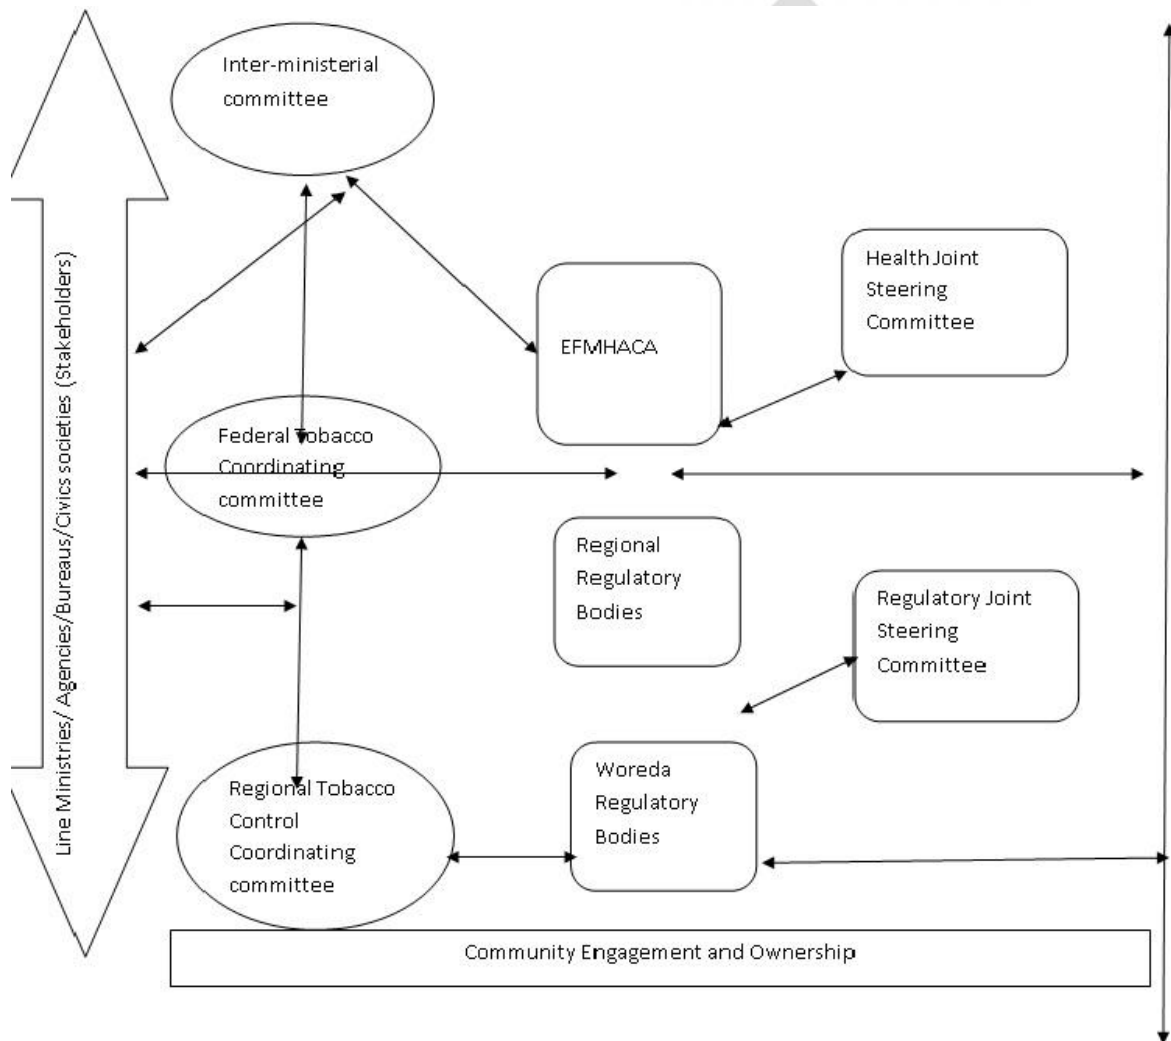 Inter-ministerial
committee
Line Ministries/ Agencies/Bureaus/Civics societies (Stakeholders)
Health Joint
Steering
Committee
EFMHACA
Federal Tobacco
Coordinating
committee
Regional
Regulatory
Bodies
Regulatory Joint
Steering
Committee
Regional Tobacco
Control
Coordinating
committee
Woreda
Regulatory
Bodies
Community Engagement and Ownership